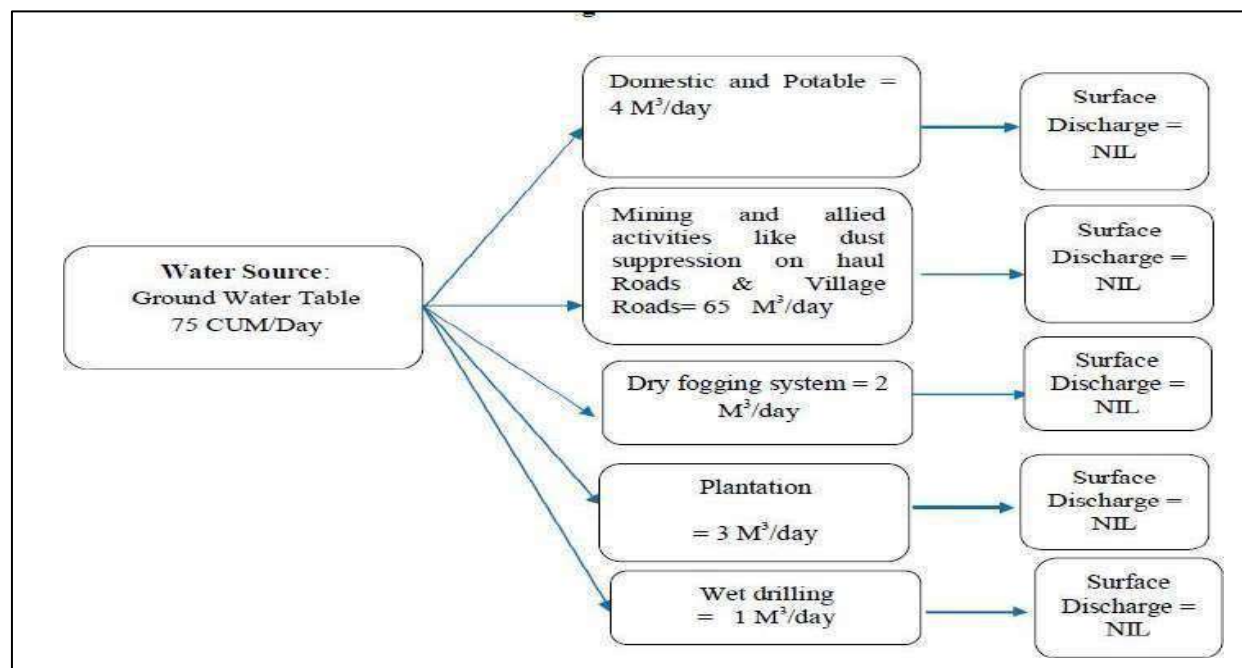 Water Source:
Ground Water Table
75 CUM/Day
Domestic and Potable =
4 M³/day
Surface
Discharge =
NIL
Mining and allied
activities like dust
suppression on haul
Roads & Village
Roads= 65 M³/day
Surface
Discharge =
NIL
Dry fogging system = 2
M³/day
Surface
Discharge =
NIL
Plantation
= 3 M³/day
Surface
Discharge =
NIL
Wet drilling
= 1 M³/day
Surface
Discharge =
NIL